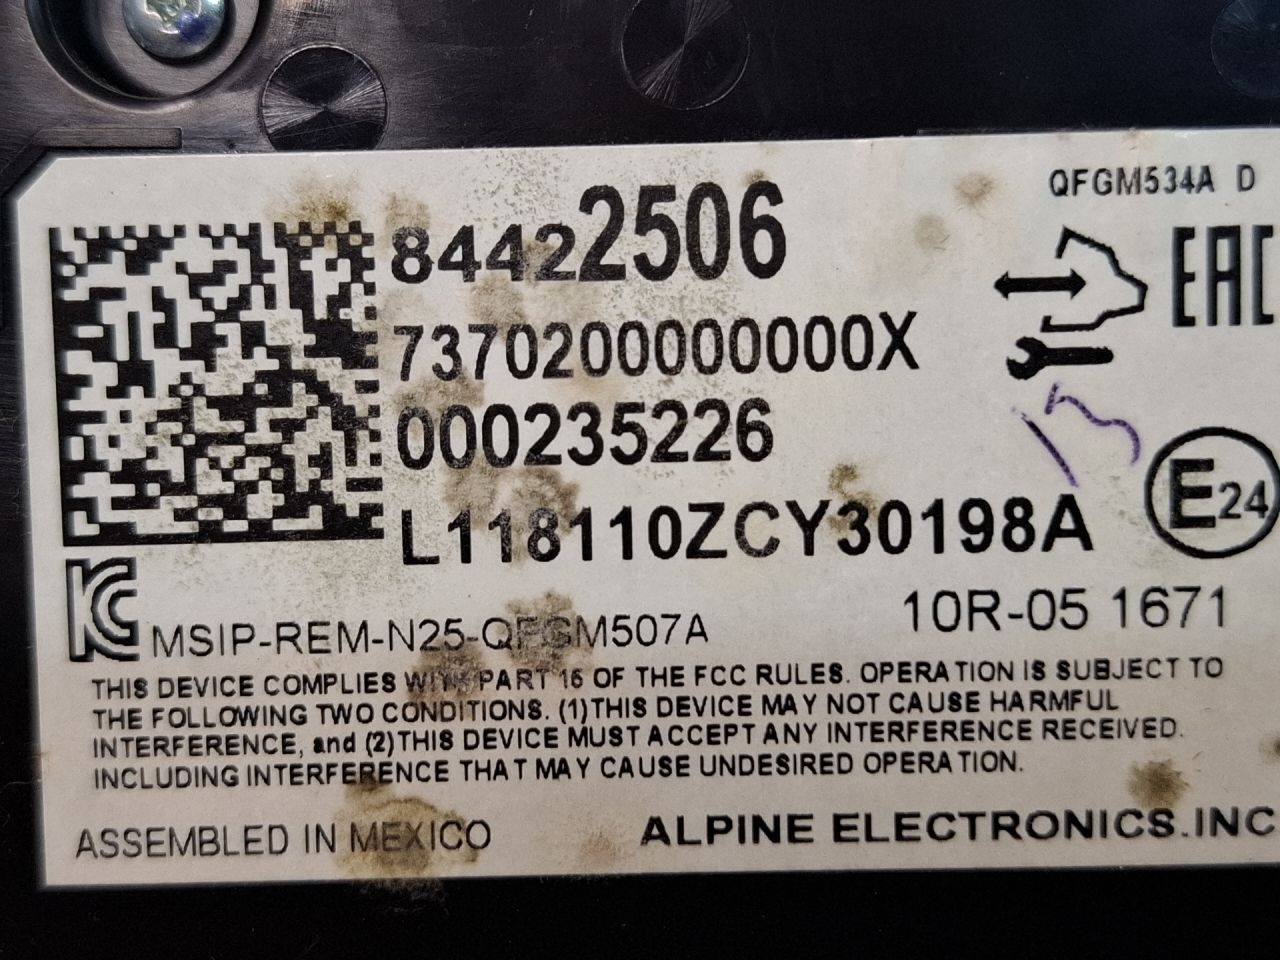 QFGM534A D
84422506
EAC
7370200000000X
000235226
13
E24
L118110ZCY30198A
10R-05 1671
KC MSIP-REM-N25-QFGM507A
THIS DEVICE COMPLIES WITH PART 15 OF THE FCC RULES. OPERATION IS SUBJECT TO
THE FOLLOWING TWO CONDITIONS. (1)THIS DEVICE MAY NOT CAUSE HARMFUL
INTERFERENCE, and (2)THIS DEVICE MUST ACCEPT ANY INTERFERENCE RECEIVED.
INCLUDING INTERFERENCE THAT MAY CAUSE UNDESIRED OPERATION.
ASSEMBLED IN MEXICO
ALPINE ELECTRONICS.INC